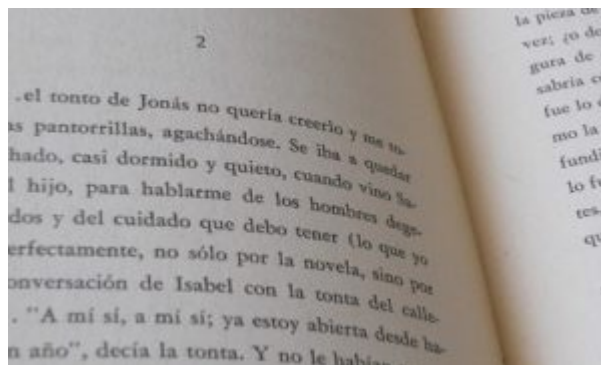 2
...el tonto de Jonás no quería creerlo y me to-
as pantorrillas, agachándose. Se iba a quedar
hado, casi dormido y quieto, cuando vino Sa-
l hijo, para hablarme de los hombres dege-
dos y del cuidado que debo tener (lo que yo
erfectamente, no sólo por la novela, sino por
onversación de Isabel con la tonta del calle-
. "A mí sí, a mí sí; ya estoy abierta desde ha-
n año", decía la tonta. Y no le habían
la pieza de
vez; ¿o de
gura de
sabría c
fue lo
mo la
fundi
lo fu
tes.
qu